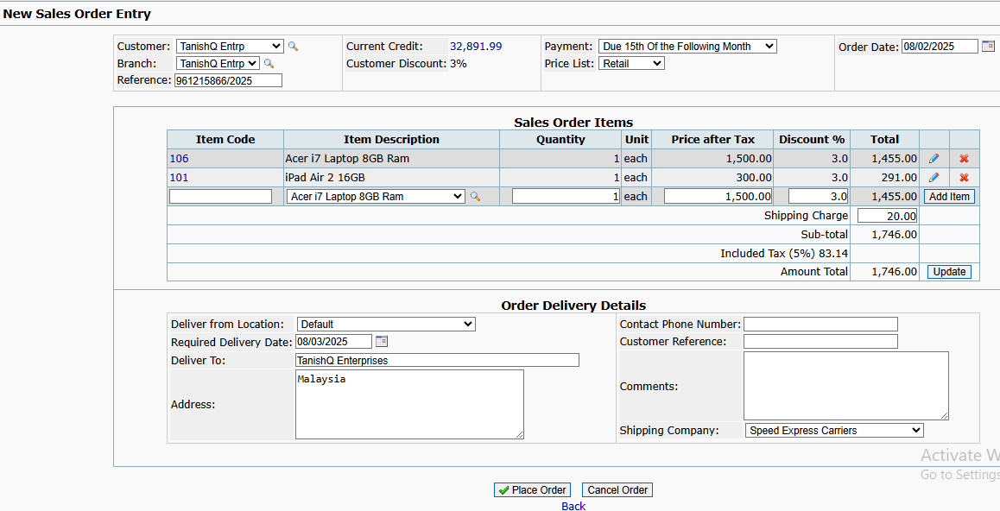 New Sales Order Entry
Customer: TanishQ Entrp Current Credit: 32,891.99 Payment: Due 15th Of the Following Month Order Date: 08/02/2025
Branch: TanishQ Entrp Customer Discount: 3% Price List: Retail
Reference: 961215866/2025
Sales Order Items
Item Code Item Description Quantity Unit Price after Tax Discount % Total
106 Acer i7 Laptop 8GB Ram 1 each 1,500.00 3.0 1,455.00
101 iPad Air 2 16GB 1 each 300.00 3.0 291.00
Acer i7 Laptop 8GB Ram 1 each 1,500.00 3.0 1,455.00 Add Item
Shipping Charge 20.00
Sub-total 1,746.00
Included Tax (5%) 83.14
Amount Total 1,746.00 Update
Order Delivery Details
Deliver from Location: Default Contact Phone Number:
Required Delivery Date: 08/03/2025 Customer Reference:
Deliver To: TanishQ Enterprises
Address: Malaysia Comments:
Shipping Company: Speed Express Carriers
Activate W
Go to Settings
Place Order Cancel Order
Back